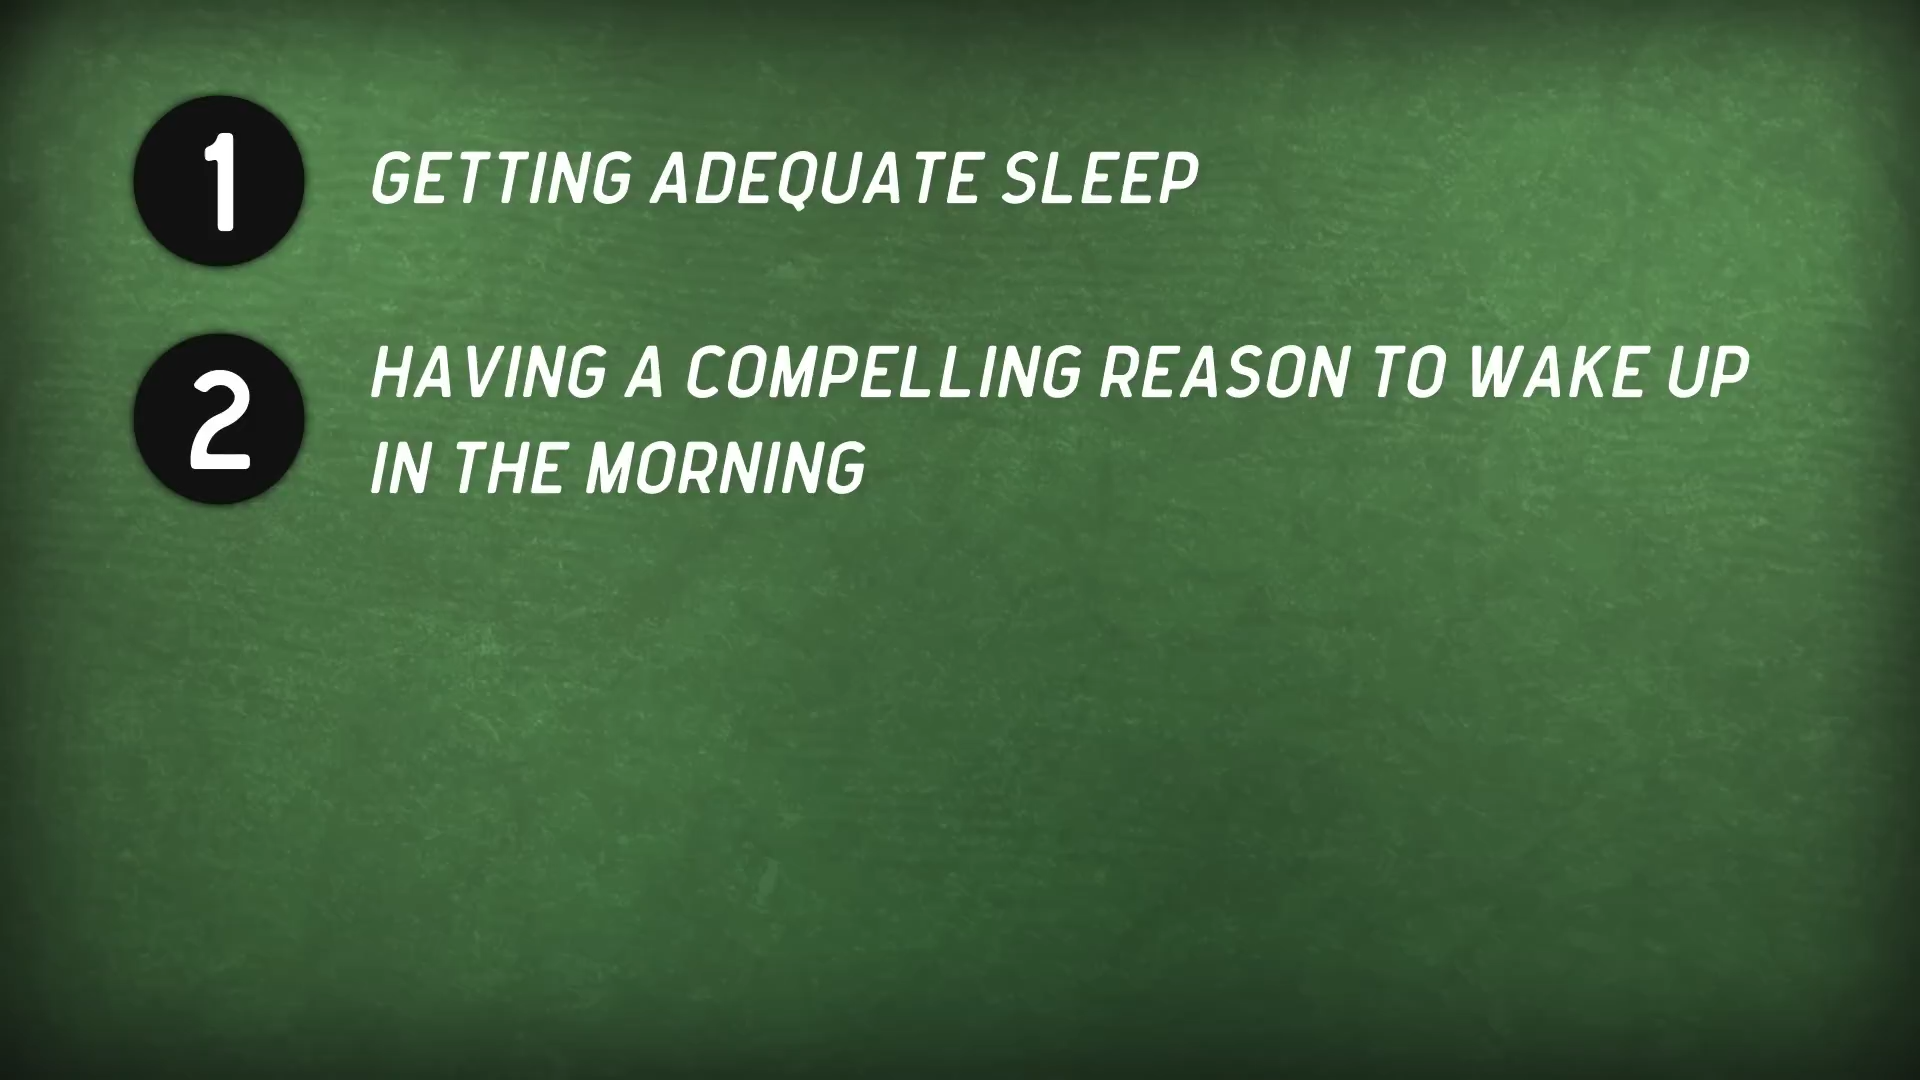 1 GETTING ADEQUATE SLEEP
2 HAVING A COMPELLING REASON TO WAKE UP
IN THE MORNING